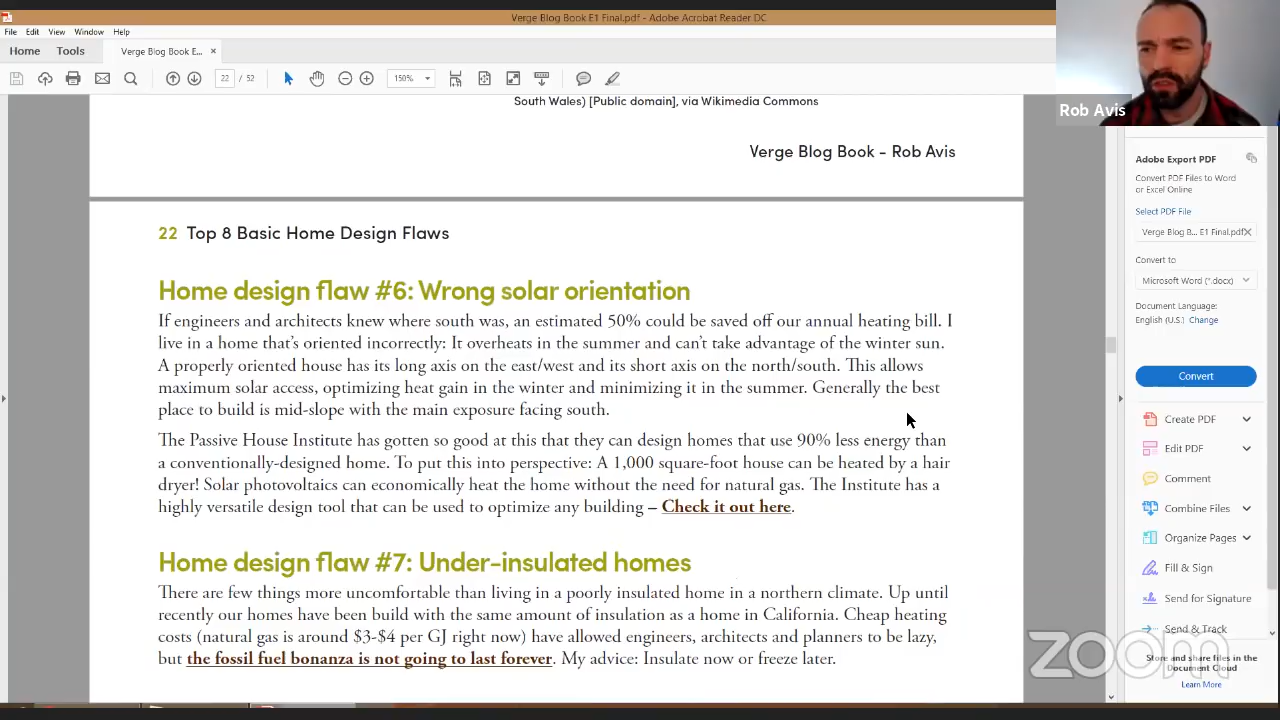 Verge Blog Book E1 Final.pdf - Adobe Acrobat Reader DC
File Edit View Window Help
Home Tools Verge Blog Book E... ×
22 / 52 150%
South Wales) [Public domain], via Wikimedia Commons
Verge Blog Book - Rob Avis
22 Top 8 Basic Home Design Flaws
Home design flaw #6: Wrong solar orientation
If engineers and architects knew where south was, an estimated 50% could be saved off our annual heating bill. I
live in a home that's oriented incorrectly: It overheats in the summer and can't take advantage of the winter sun.
A properly oriented house has its long axis on the east/west and its short axis on the north/south. This allows
maximum solar access, optimizing heat gain in the winter and minimizing it in the summer. Generally the best
place to build is mid-slope with the main exposure facing south.
The Passive House Institute has gotten so good at this that they can design homes that use 90% less energy than
a conventionally-designed home. To put this into perspective: A 1,000 square-foot house can be heated by a hair
dryer! Solar photovoltaics can economically heat the home without the need for natural gas. The Institute has a
highly versatile design tool that can be used to optimize any building – Check it out here.
Home design flaw #7: Under-insulated homes
There are few things more uncomfortable than living in a poorly insulated home in a northern climate. Up until
recently our homes have been build with the same amount of insulation as a home in California. Cheap heating
costs (natural gas is around $3-$4 per GJ right now) have allowed engineers, architects and planners to be lazy,
but the fossil fuel bonanza is not going to last forever. My advice: Insulate now or freeze later.
Rob Avis
Adobe Export PDF
Convert PDF Files to Word
or Excel Online
Select PDF File
Verge Blog B... E1 Final.pdf ×
Convert to
Microsoft Word (*.docx)
Document Language:
English (U.S.) Change
Convert
Create PDF
Edit PDF
Comment
Combine Files
Organize Pages
Fill & Sign
Send for Signature
Send & Track
Store and share files in the
Document Cloud
Learn More
zoom